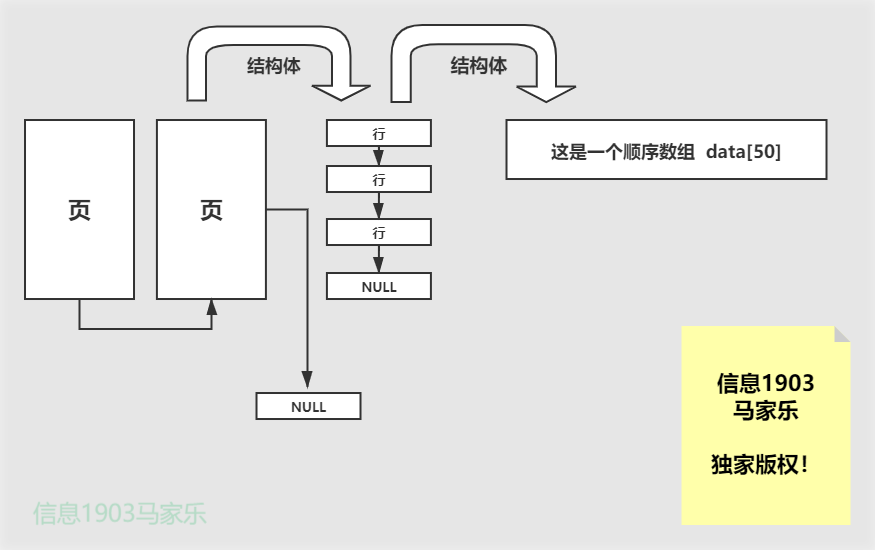 结构体
结构体
页
页
行
行
行
NULL
这是一个顺序数组 data[50]
NULL
信息1903
马家乐
独家版权！
信息1903马家乐